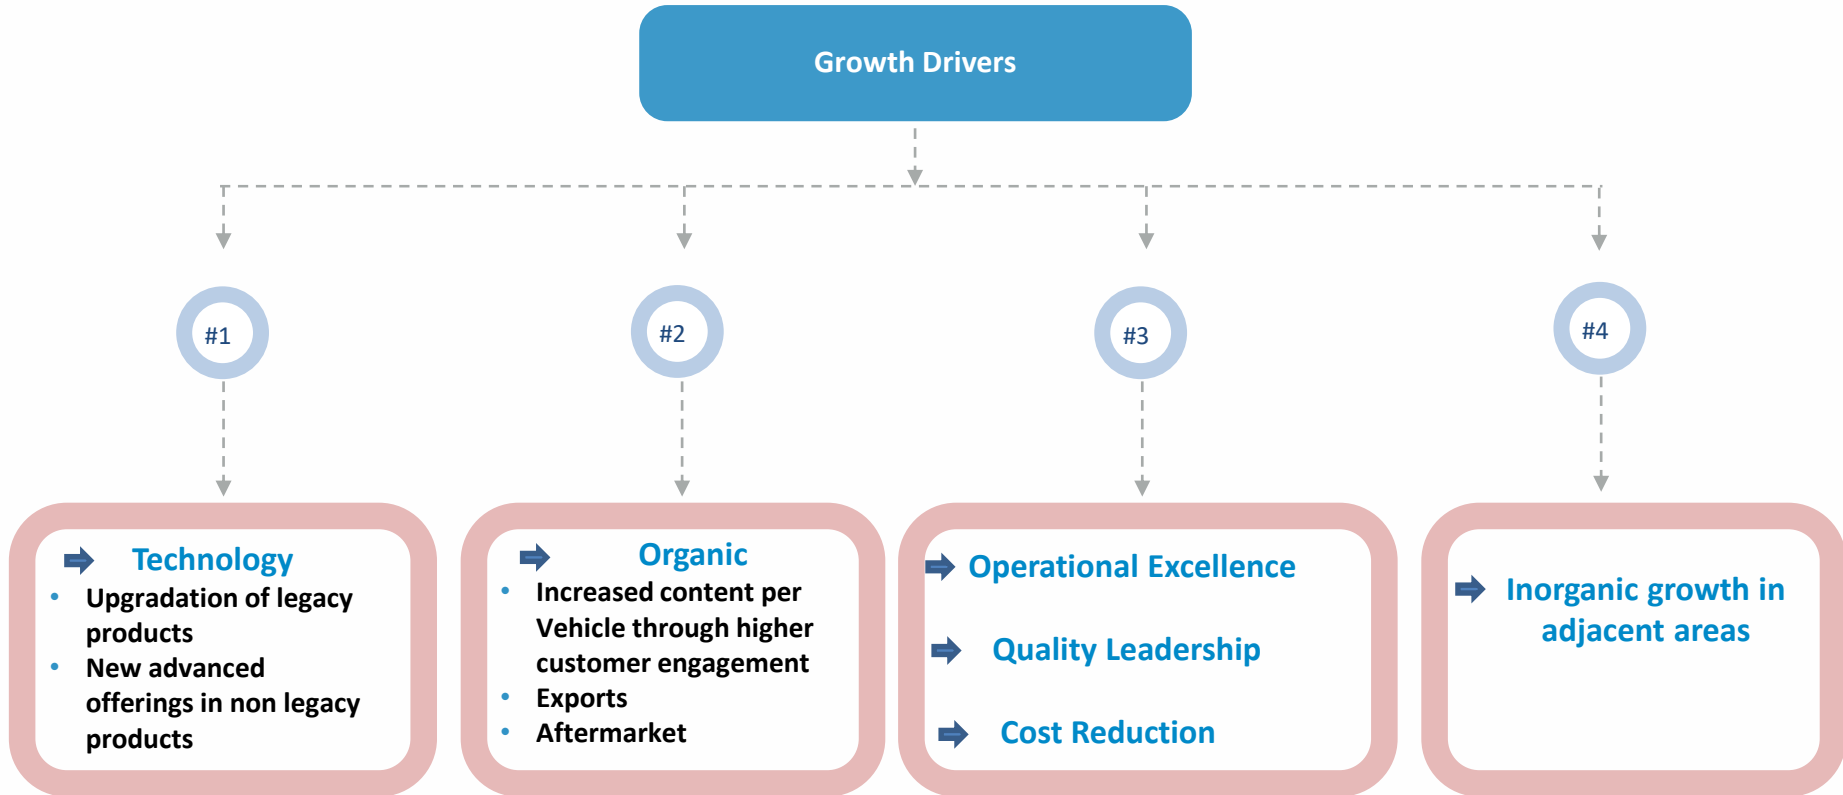 Growth Drivers
#1
#2
#3
#4
Technology
• Upgradation of legacy
products
• New advanced
offerings in non legacy
products
Organic
• Increased content per
Vehicle through higher
customer engagement
• Exports
• Aftermarket
Operational Excellence
Quality Leadership
Cost Reduction
Inorganic growth in
adjacent areas